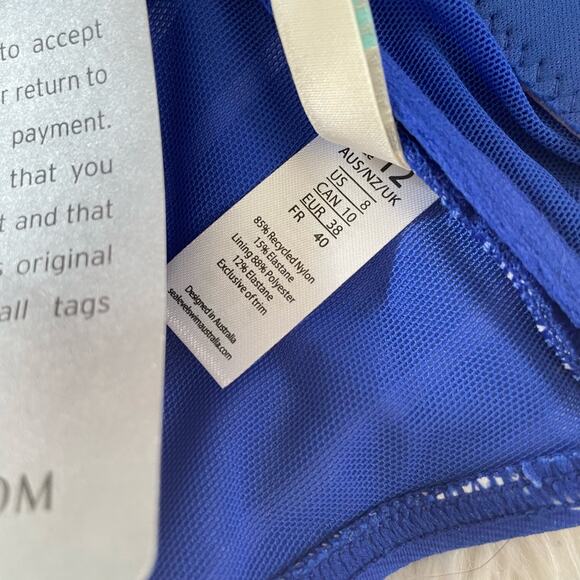 to accept
return to
payment.
that you
and that
original
all tags
OM
12
AUS/NZ/UK
US 8
CAN 10
EUR 38
FR 40
85% Recycled Nylon
15% Elastane
Lining 88% Polyester
12% Elastane
Exclusive of trim
Designed in Australia
sealevelswimaustralia.com